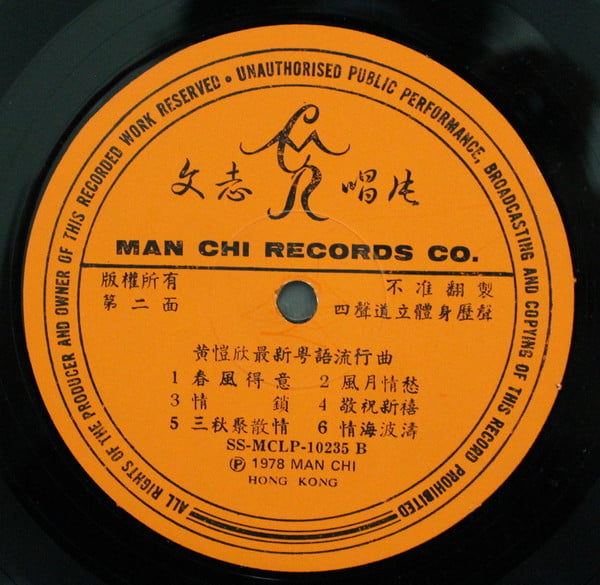 ALL RIGHTS OF THE PRODUCER AND OWNER OF THIS RECORDED WORK RESERVED • UNAUTHORISED PUBLIC PERFORMANCE, BROADCASTING AND COPYING OF THIS RECORD PROHIBITED
文志 唱片
MAN CHI RECORDS CO.
版權所有 不准翻製
第二面 四聲道立體身歷聲
黄愷欣最新粤語流行曲
1 春風得意 2 風月情愁
3 情鎖 4 敬祝新禧
5 三秋聚散情 6 情海波濤
SS-MCLP-10235 B
Ⓟ 1978 MAN CHI
HONG KONG